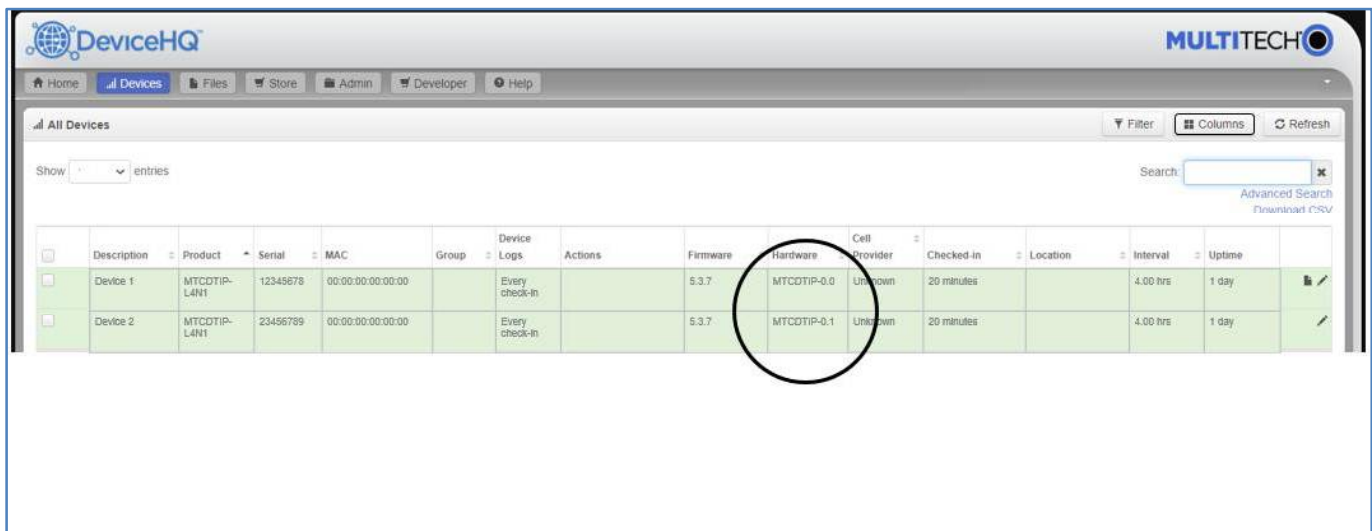 DEVICEHQ
MULTITECH
Home Devices Files Store Admin Developer Help
All Devices Filter Columns Refresh
Show entries Search:
Advanced Search
Download CSV
Description Product Serial MAC Group Device Logs Actions Firmware Hardware Cell Provider Checked-in Location Interval Uptime
Device 1 MTCDTIP-L4N1 12345678 00:00:00:00:00:00 Every check-in 5.3.7 MTCDTIP-0.0 Unknown 20 minutes 4.00 hrs 1 day
Device 2 MTCDTIP-L4N1 23456789 00:00:00:00:00:00 Every check-in 5.3.7 MTCDTIP-0.1 Unknown 20 minutes 4.00 hrs 1 day